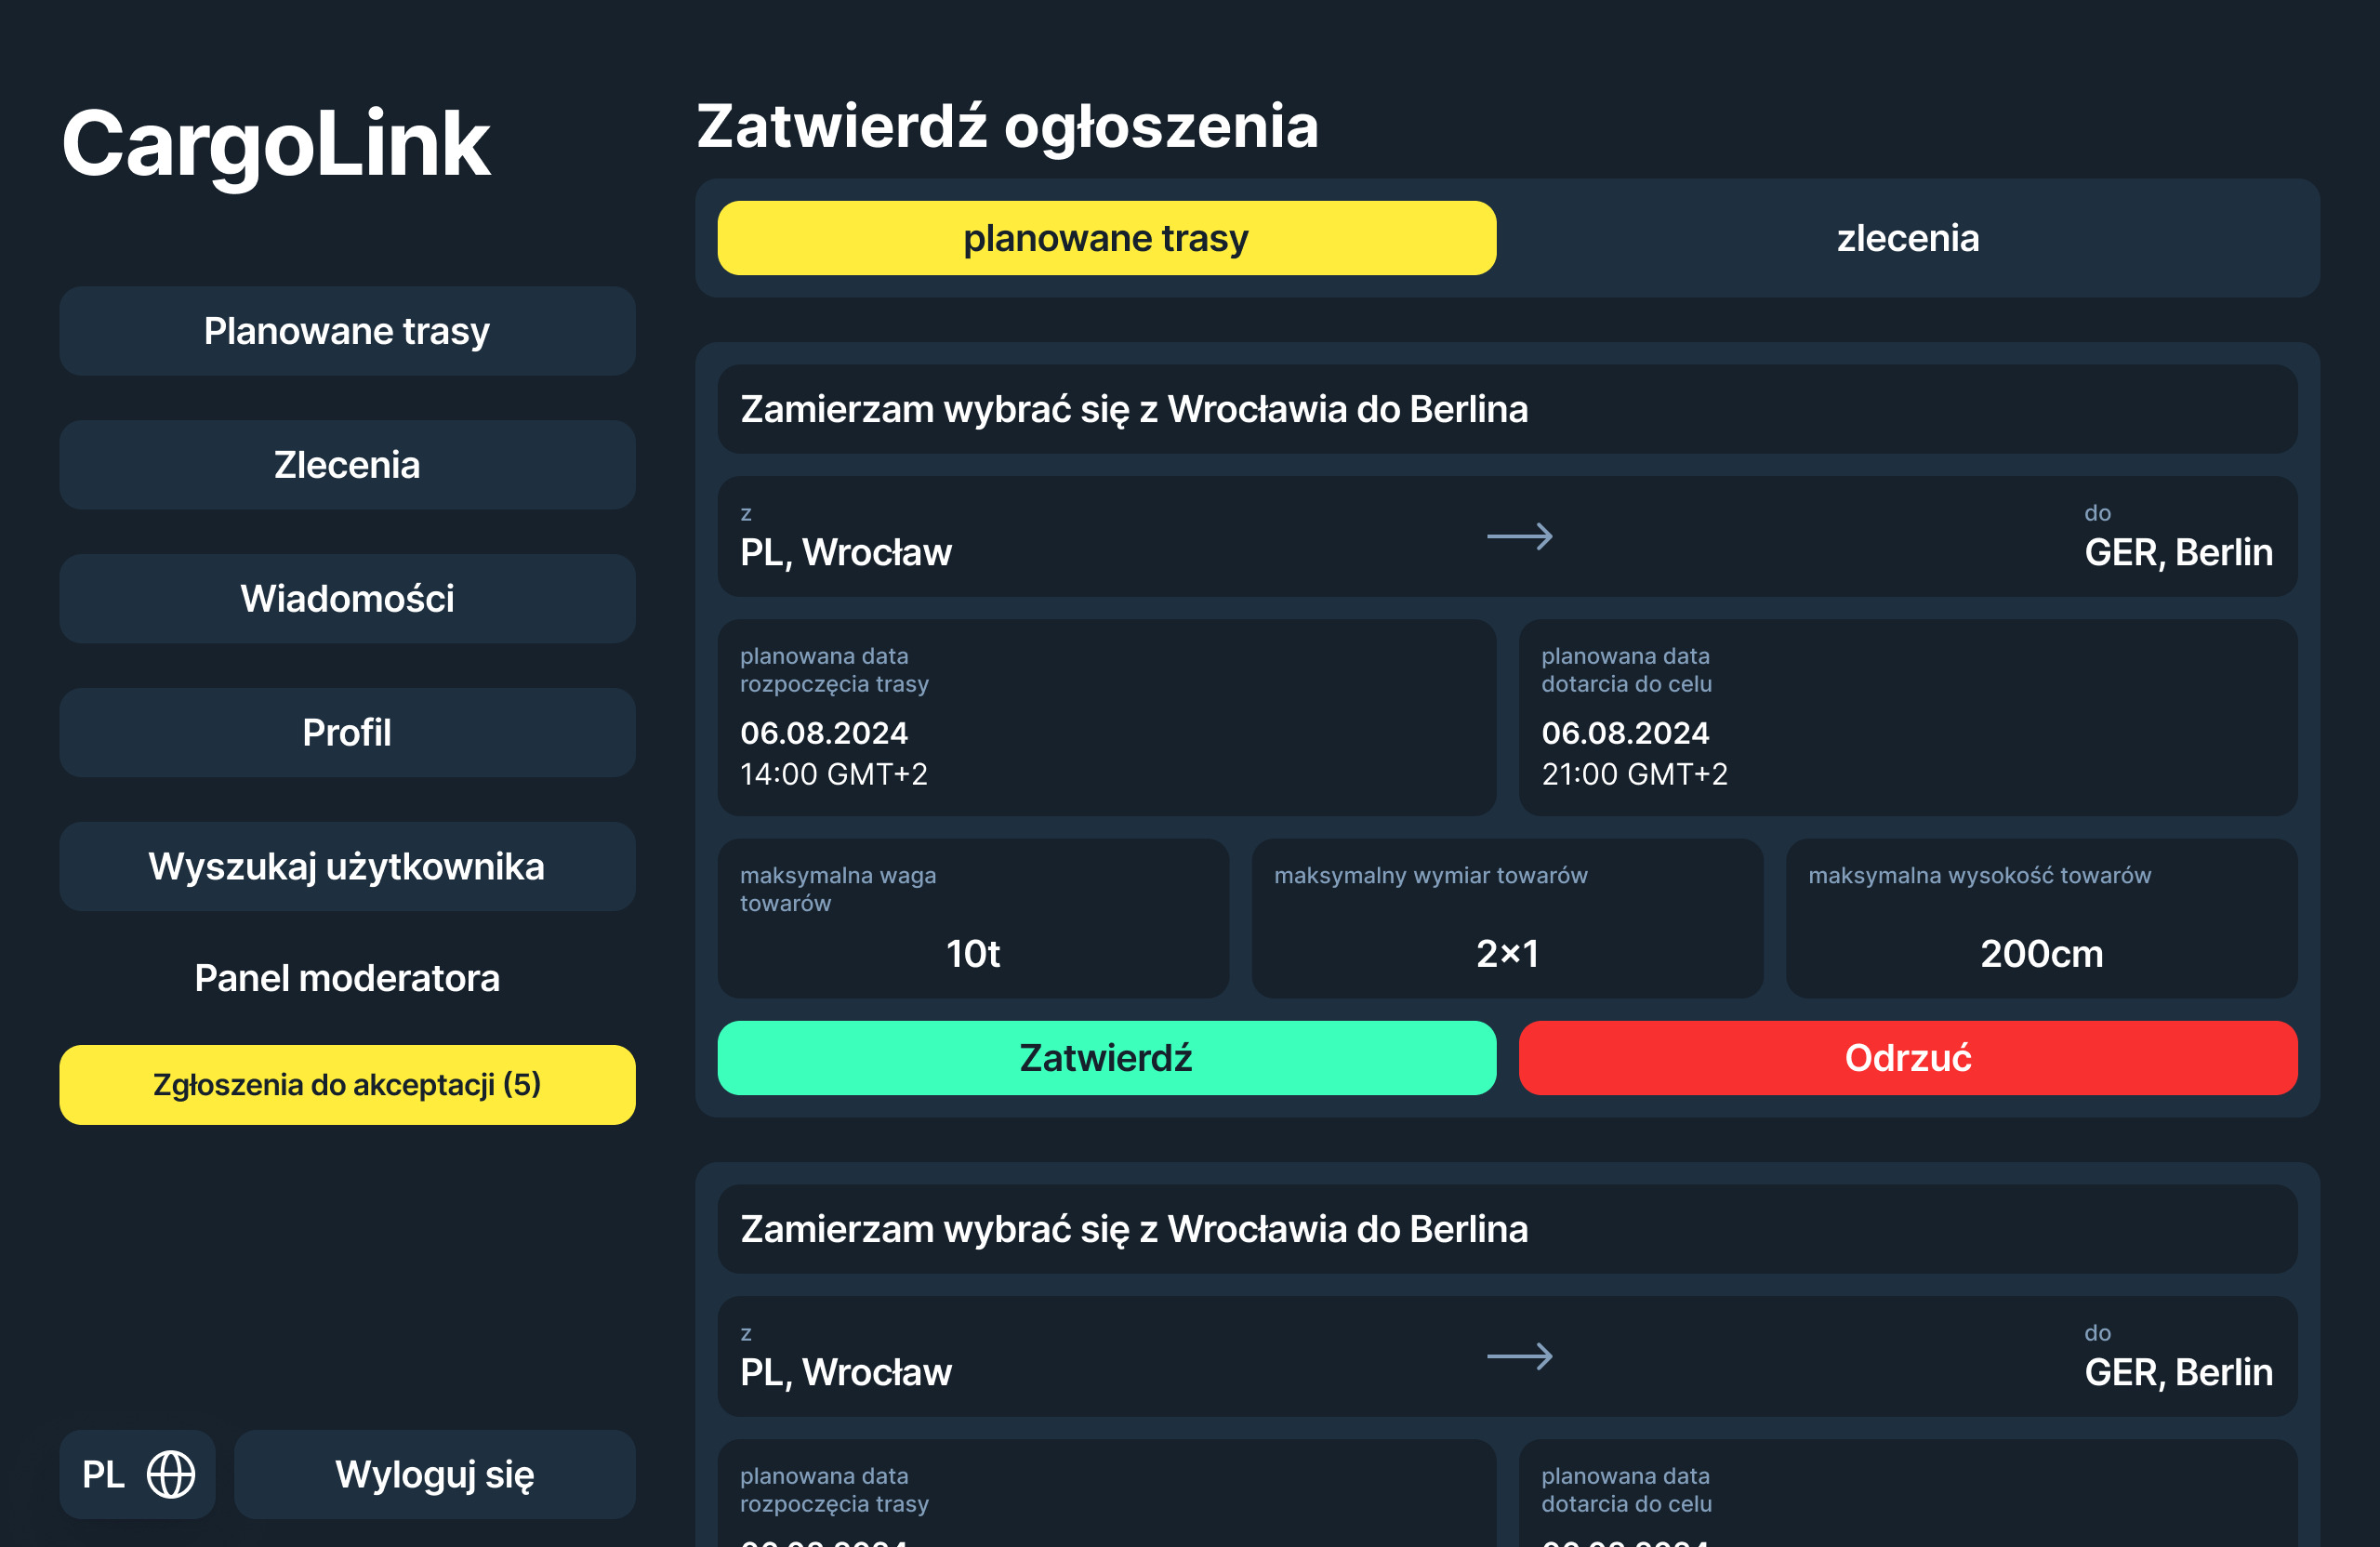 CargoLink
Planowane trasy
Zlecenia
Wiadomości
Profil
Wyszukaj użytkownika
Panel moderatora
Zgłoszenia do akceptacji (5)
PL
Wyloguj się
Zatwierdź ogłoszenia
planowane trasy
zlecenia
Zamierzam wybrać się z Wrocławia do Berlina
z
PL, Wrocław
do
GER, Berlin
planowana data
rozpoczęcia trasy
06.08.2024
14:00 GMT+2
planowana data
dotarcia do celu
06.08.2024
21:00 GMT+2
maksymalna waga
towarów
10t
maksymalny wymiar towarów
2×1
maksymalna wysokość towarów
200cm
Zatwierdź
Odrzuć
Zamierzam wybrać się z Wrocławia do Berlina
z
PL, Wrocław
do
GER, Berlin
planowana data
rozpoczęcia trasy
planowana data
dotarcia do celu